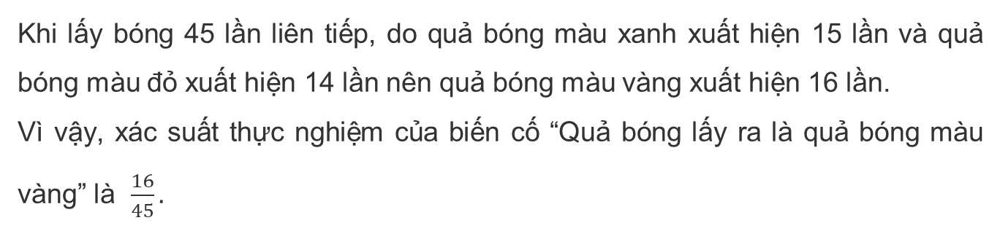 Khi lấy bóng 45 lần liên tiếp, do quả bóng màu xanh xuất hiện 15 lần và quả
bóng màu đỏ xuất hiện 14 lần nên quả bóng màu vàng xuất hiện 16 lần.
Vì vậy, xác suất thực nghiệm của biến cố “Quả bóng lấy ra là quả bóng màu
vàng” là 16/45.